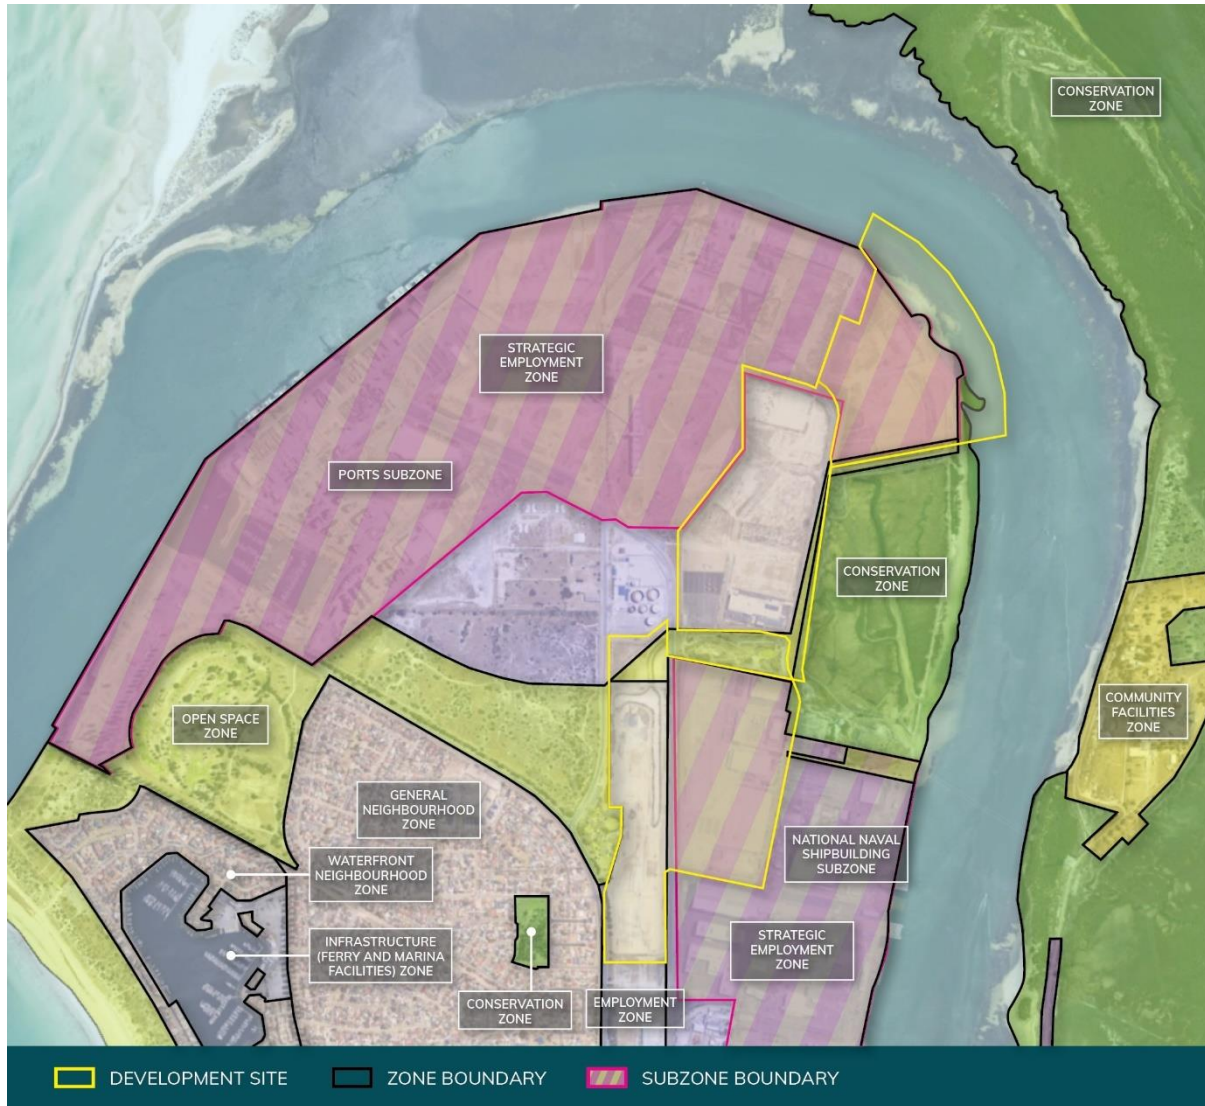 CONSERVATION
ZONE
STRATEGIC
EMPLOYMENT
ZONE
PORTS SUBZONE
CONSERVATION
ZONE
OPEN SPACE
ZONE
COMMUNITY
FACILITIES
ZONE
GENERAL
NEIGHBOURHOOD
ZONE
NATIONAL NAVAL
SHIPBUILDING
SUBZONE
WATERFRONT
NEIGHBOURHOOD
ZONE
INFRASTRUCTURE
(FERRY AND MARINA
FACILITIES) ZONE
STRATEGIC
EMPLOYMENT
ZONE
CONSERVATION
ZONE
EMPLOYMENT
ZONE
DEVELOPMENT SITE
ZONE BOUNDARY
SUBZONE BOUNDARY